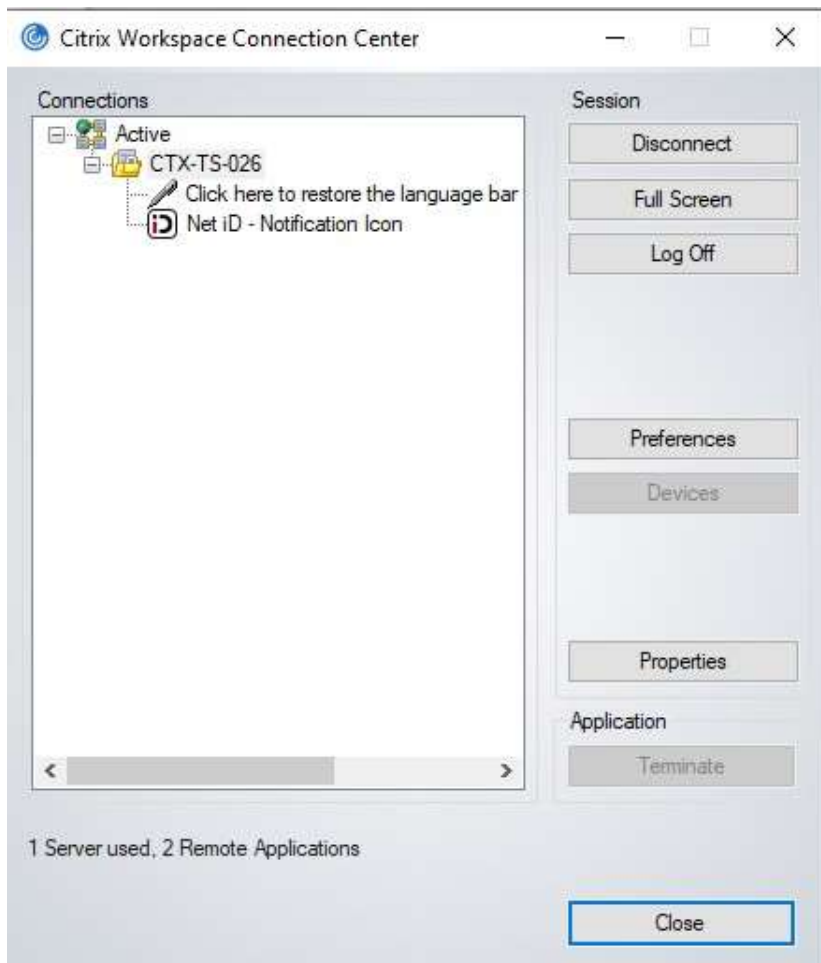 Citrix Workspace Connection Center
Connections
Active
CTX-TS-026
Click here to restore the language bar
Net iD - Notification Icon
Session
Disconnect
Full Screen
Log Off
Preferences
Devices
Properties
Application
Terminate
1 Server used, 2 Remote Applications
Close